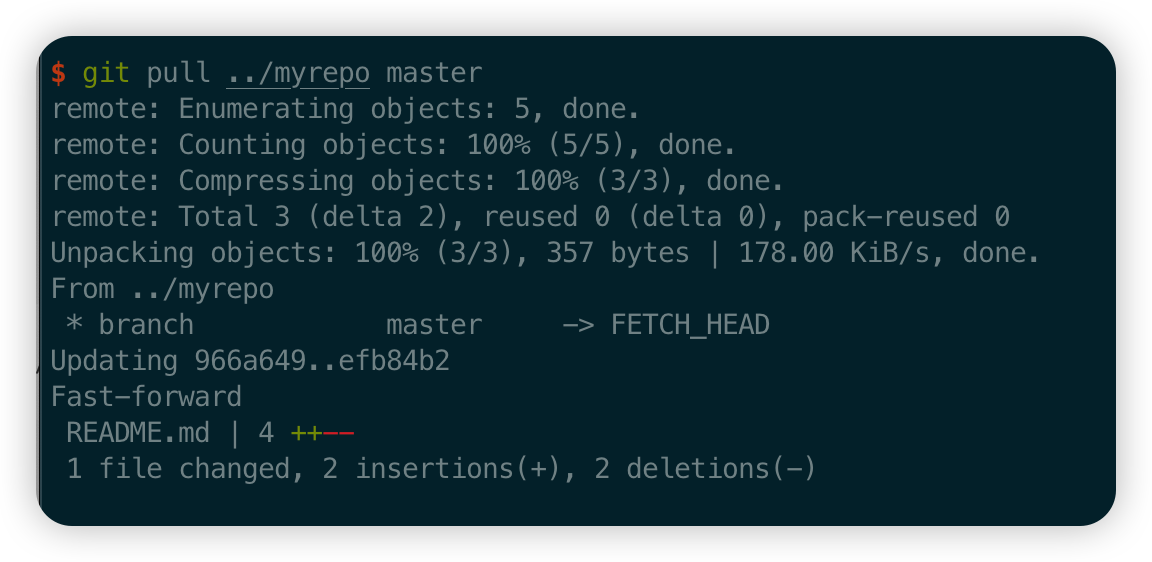 $ git pull ../myrepo master
remote: Enumerating objects: 5, done.
remote: Counting objects: 100% (5/5), done.
remote: Compressing objects: 100% (3/3), done.
remote: Total 3 (delta 2), reused 0 (delta 0), pack-reused 0
Unpacking objects: 100% (3/3), 357 bytes | 178.00 KiB/s, done.
From ../myrepo
 * branch            master     -> FETCH_HEAD
Updating 966a649..efb84b2
Fast-forward
 README.md | 4 ++--
 1 file changed, 2 insertions(+), 2 deletions(-)